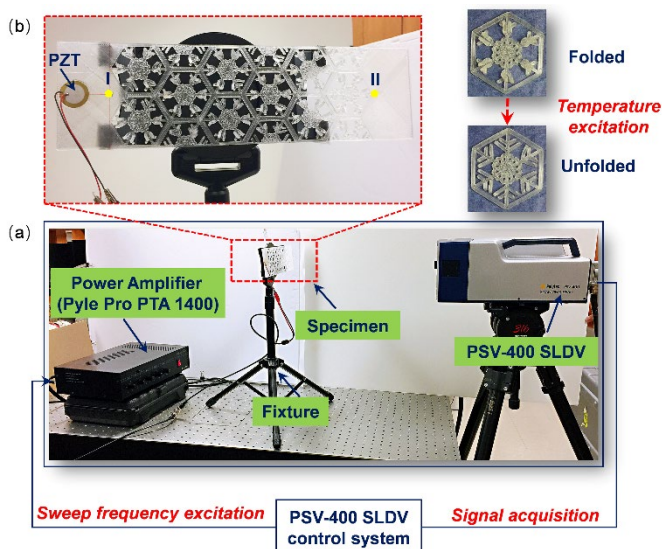 (b)
PZT
I
II
Folded
Temperature
excitation
Unfolded
(a)
Power Amplifier
(Pyle Pro PTA 1400)
Specimen
PSV-400 SLDV
Fixture
Sweep frequency excitation
PSV-400 SLDV
control system
Signal acquisition